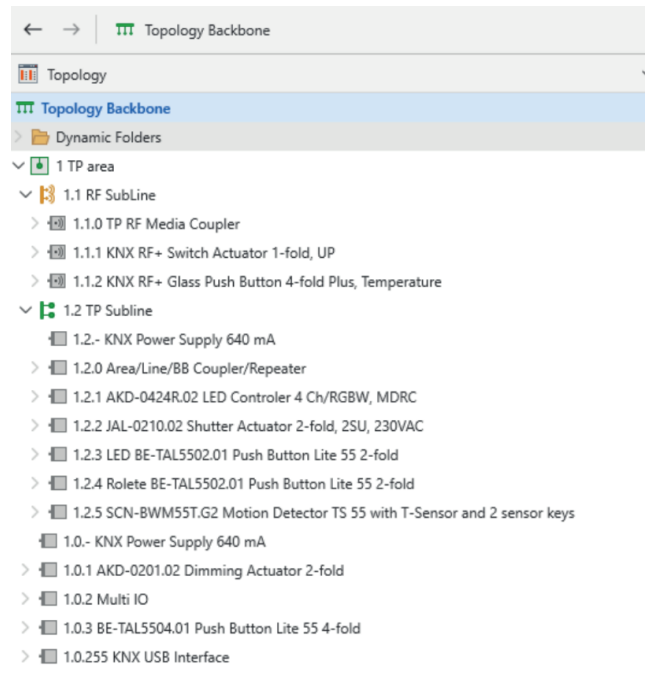 Topology Backbone
Topology
Topology Backbone
Dynamic Folders
1 TP area
1.1 RF SubLine
1.1.0 TP RF Media Coupler
1.1.1 KNX RF+ Switch Actuator 1-fold, UP
1.1.2 KNX RF+ Glass Push Button 4-fold Plus, Temperature
1.2 TP Subline
1.2.- KNX Power Supply 640 mA
1.2.0 Area/Line/BB Coupler/Repeater
1.2.1 AKD-0424R.02 LED Controler 4 Ch/RGBW, MDRC
1.2.2 JAL-0210.02 Shutter Actuator 2-fold, 2SU, 230VAC
1.2.3 LED BE-TAL5502.01 Push Button Lite 55 2-fold
1.2.4 Rolete BE-TAL5502.01 Push Button Lite 55 2-fold
1.2.5 SCN-BWM55T.G2 Motion Detector TS 55 with T-Sensor and 2 sensor keys
1.0.- KNX Power Supply 640 mA
1.0.1 AKD-0201.02 Dimming Actuator 2-fold
1.0.2 Multi IO
1.0.3 BE-TAL5504.01 Push Button Lite 55 4-fold
1.0.255 KNX USB Interface